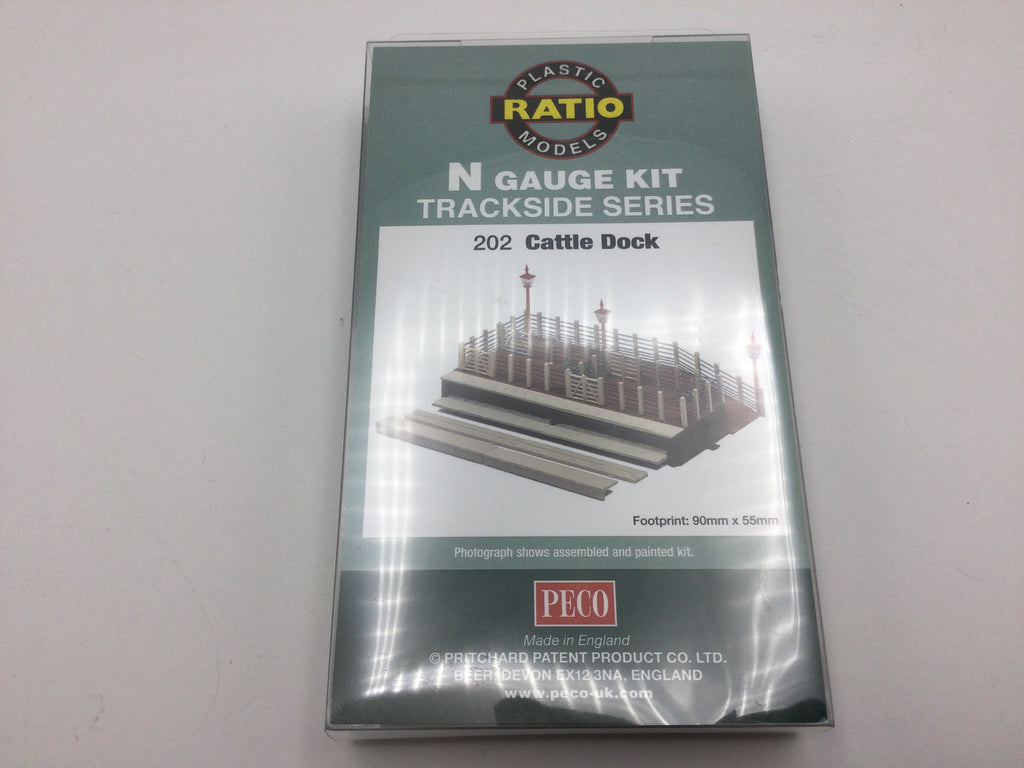 PLASTIC
RATIO
MODELS
N GAUGE KIT
TRACKSIDE SERIES
202 Cattle Dock
Footprint: 90mm x 55mm
Photograph shows assembled and painted kit.
PECO
Made in England
© PRITCHARD PATENT PRODUCT CO. LTD.
BEER, DEVON EX12 3NA, ENGLAND
www.peco-uk.com